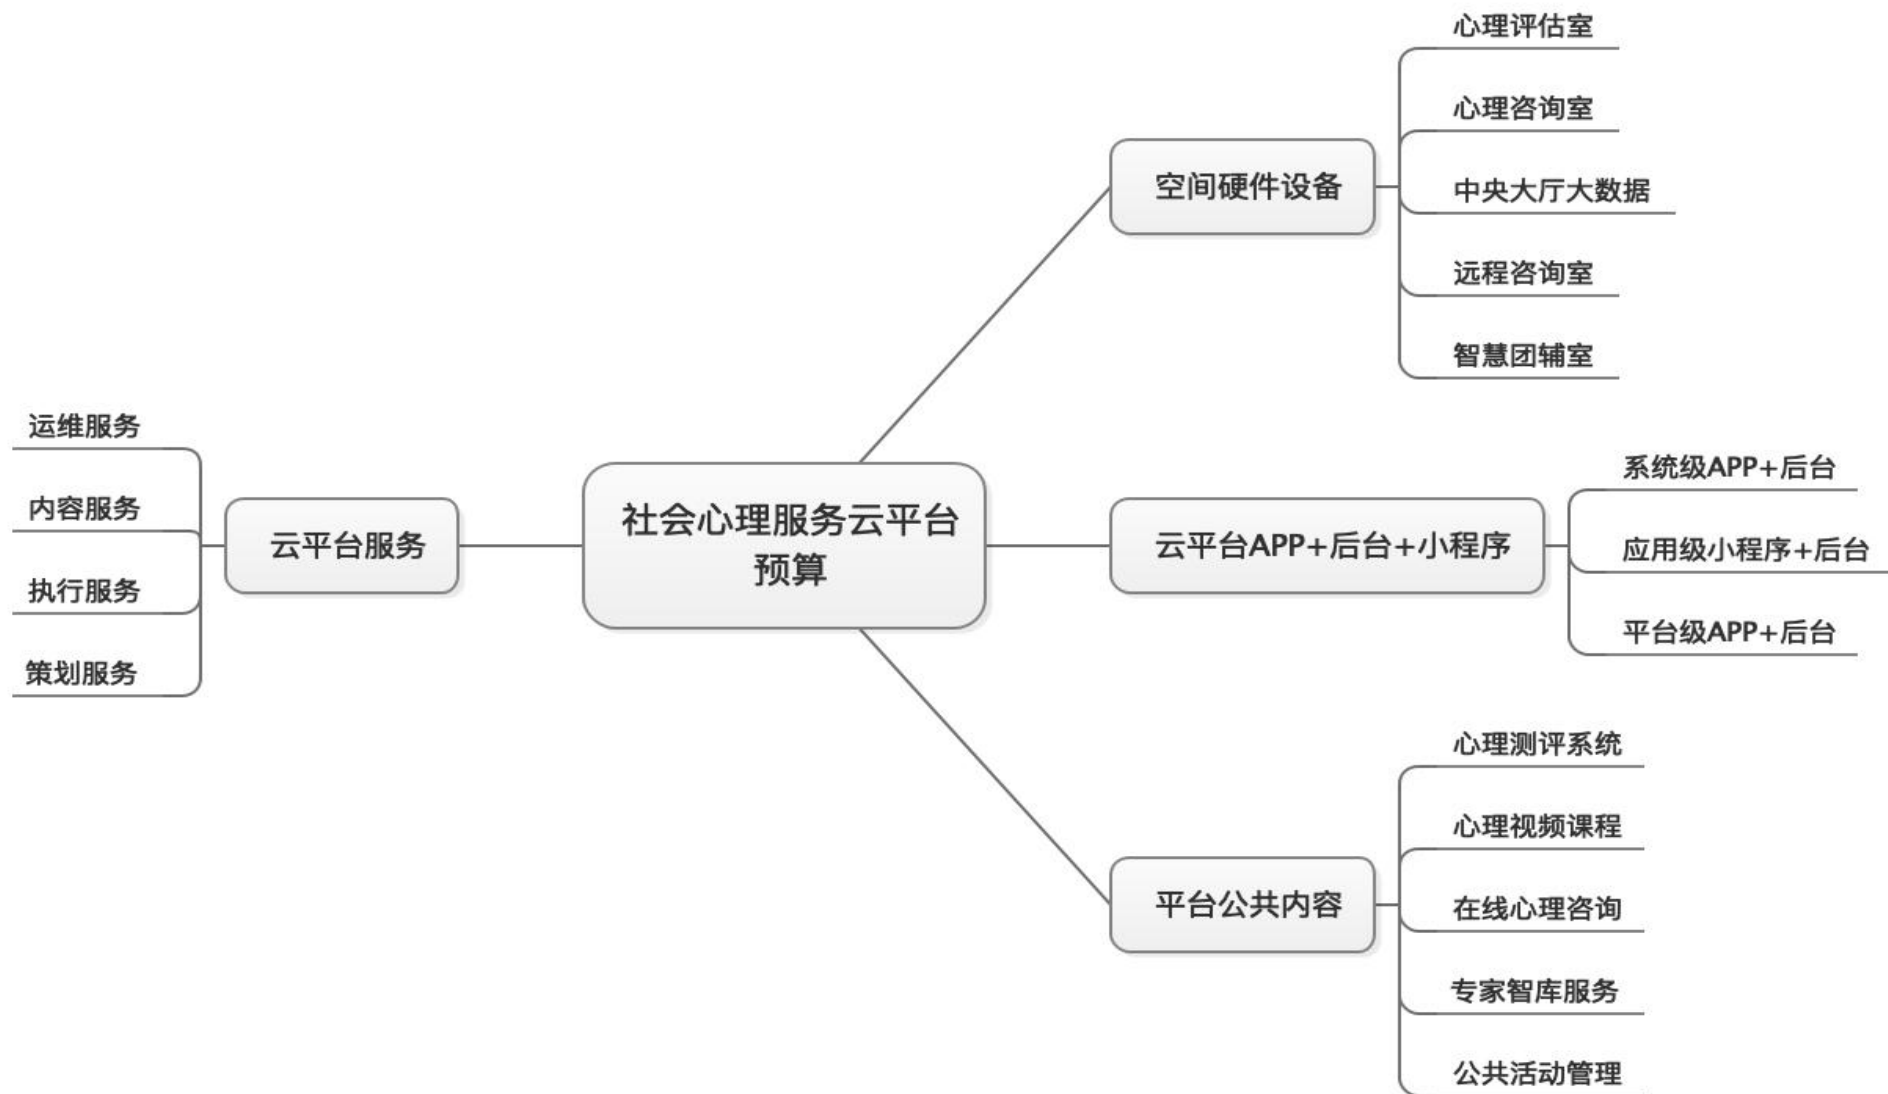 心理评估室
心理咨询室
空间硬件设备
中央大厅大数据
远程咨询室
智慧团辅室
运维服务
内容服务
云平台服务
执行服务
策划服务
社会心理服务云平台
预算
系统级APP+后台
云平台APP+后台+小程序
应用级小程序+后台
平台级APP+后台
心理测评系统
心理视频课程
平台公共内容
在线心理咨询
专家智库服务
公共活动管理